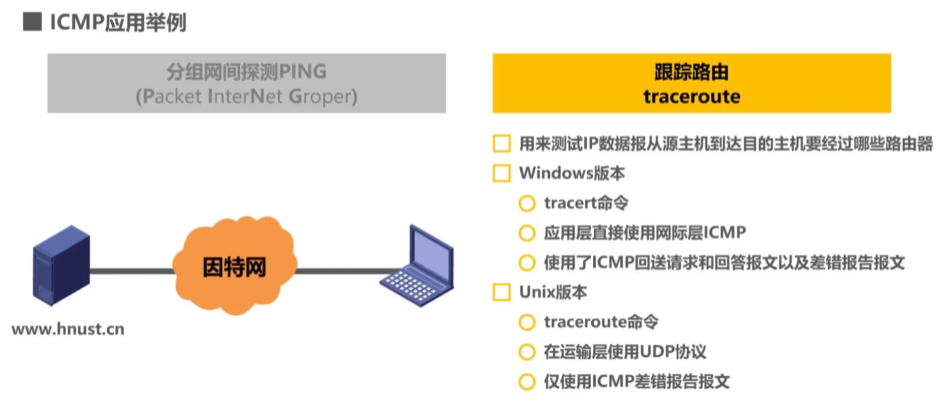 ICMP应用举例
分组网间探测PING
(Packet InterNet Groper)
因特网
www.hnust.cn
跟踪路由
traceroute
用来测试IP数据报从源主机到达目的主机要经过哪些路由器
Windows版本
tracert命令
应用层直接使用网际层ICMP
使用了ICMP回送请求和回答报文以及差错报告报文
Unix版本
traceroute命令
在运输层使用UDP协议
仅使用ICMP差错报告报文